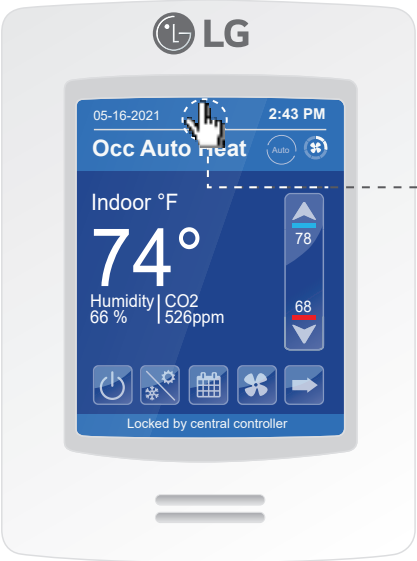 LG
05-16-2021 2:43 PM
Occ Auto Heat Auto
Indoor °F
74°
78
Humidity CO2
66 % 526ppm
68
Locked by central controller